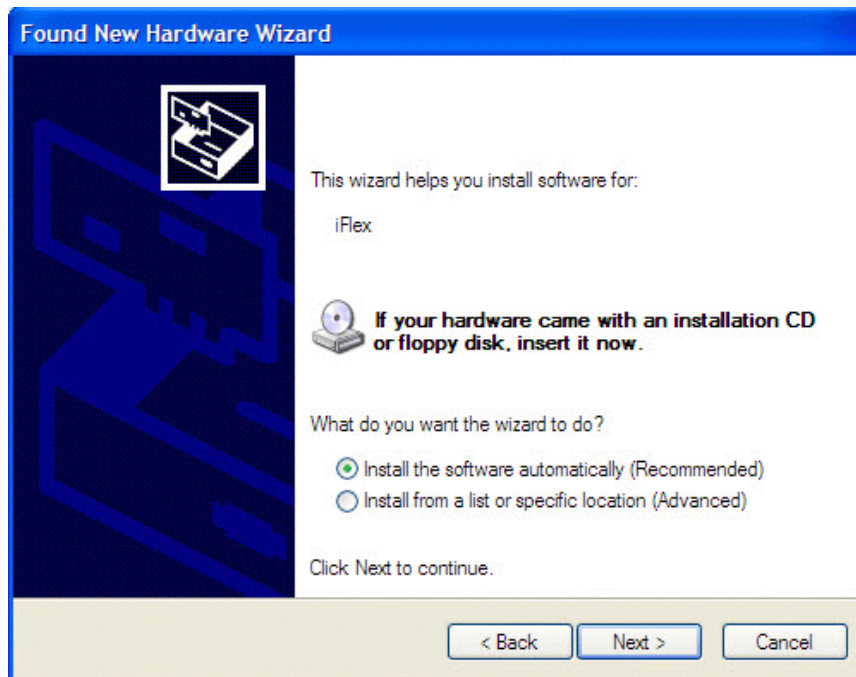 Found New Hardware Wizard
This wizard helps you install software for:
iFlex
If your hardware came with an installation CD
or floppy disk, insert it now.
What do you want the wizard to do?
Install the software automatically (Recommended)
Install from a list or specific location (Advanced)
Click Next to continue.
< Back Next > Cancel